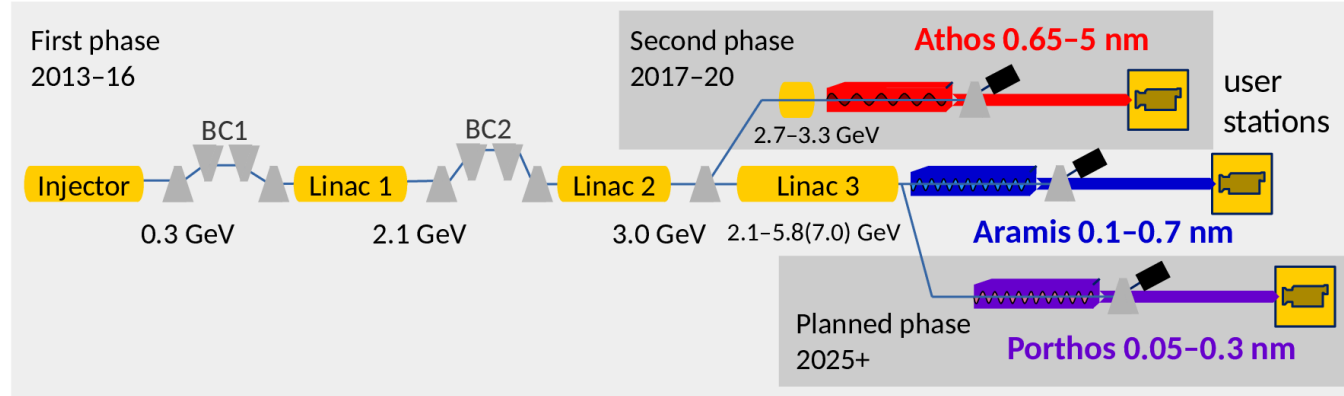 First phase
2013–16
Second phase
2017–20
Athos 0.65–5 nm
user
stations
2.7–3.3 GeV
BC1
BC2
Injector
Linac 1
Linac 2
Linac 3
0.3 GeV
2.1 GeV
3.0 GeV
2.1–5.8(7.0) GeV
Aramis 0.1–0.7 nm
Planned phase
2025+
Porthos 0.05–0.3 nm